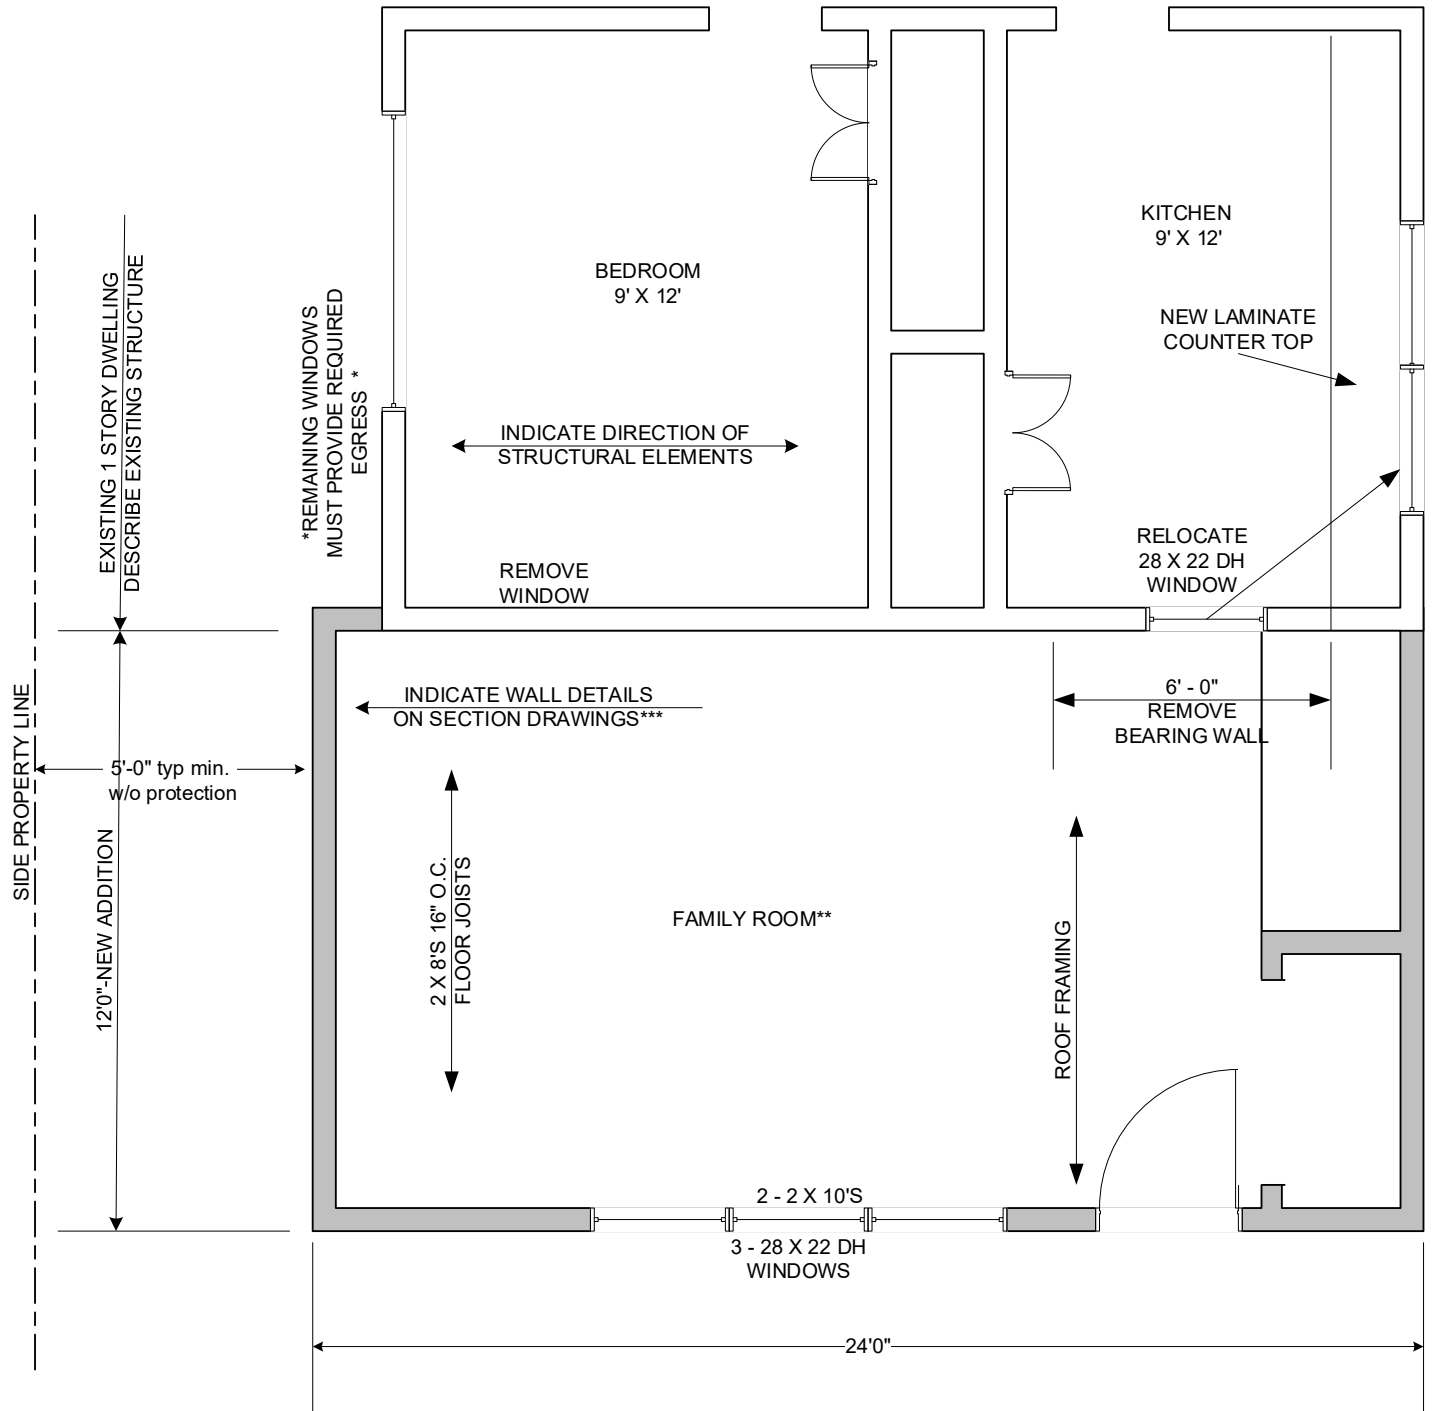 KITCHEN
9' X 12'
BEDROOM
9' X 12'
NEW LAMINATE
COUNTER TOP
EXISTING 1 STORY DWELLING
DESCRIBE EXISTING STRUCTURE
*REMAINING WINDOWS
MUST PROVIDE REQUIRED
EGRESS *
INDICATE DIRECTION OF
STRUCTURAL ELEMENTS
RELOCATE
28 X 22 DH
WINDOW
REMOVE
WINDOW
INDICATE WALL DETAILS
ON SECTION DRAWINGS***
6' - 0"
REMOVE
BEARING WALL
SIDE PROPERTY LINE
5'-0" typ min.
w/o protection
12'0"-NEW ADDITION
2 X 8'S 16" O.C.
FLOOR JOISTS
FAMILY ROOM**
ROOF FRAMING
2 - 2 X 10'S
3 - 28 X 22 DH
WINDOWS
24'0"